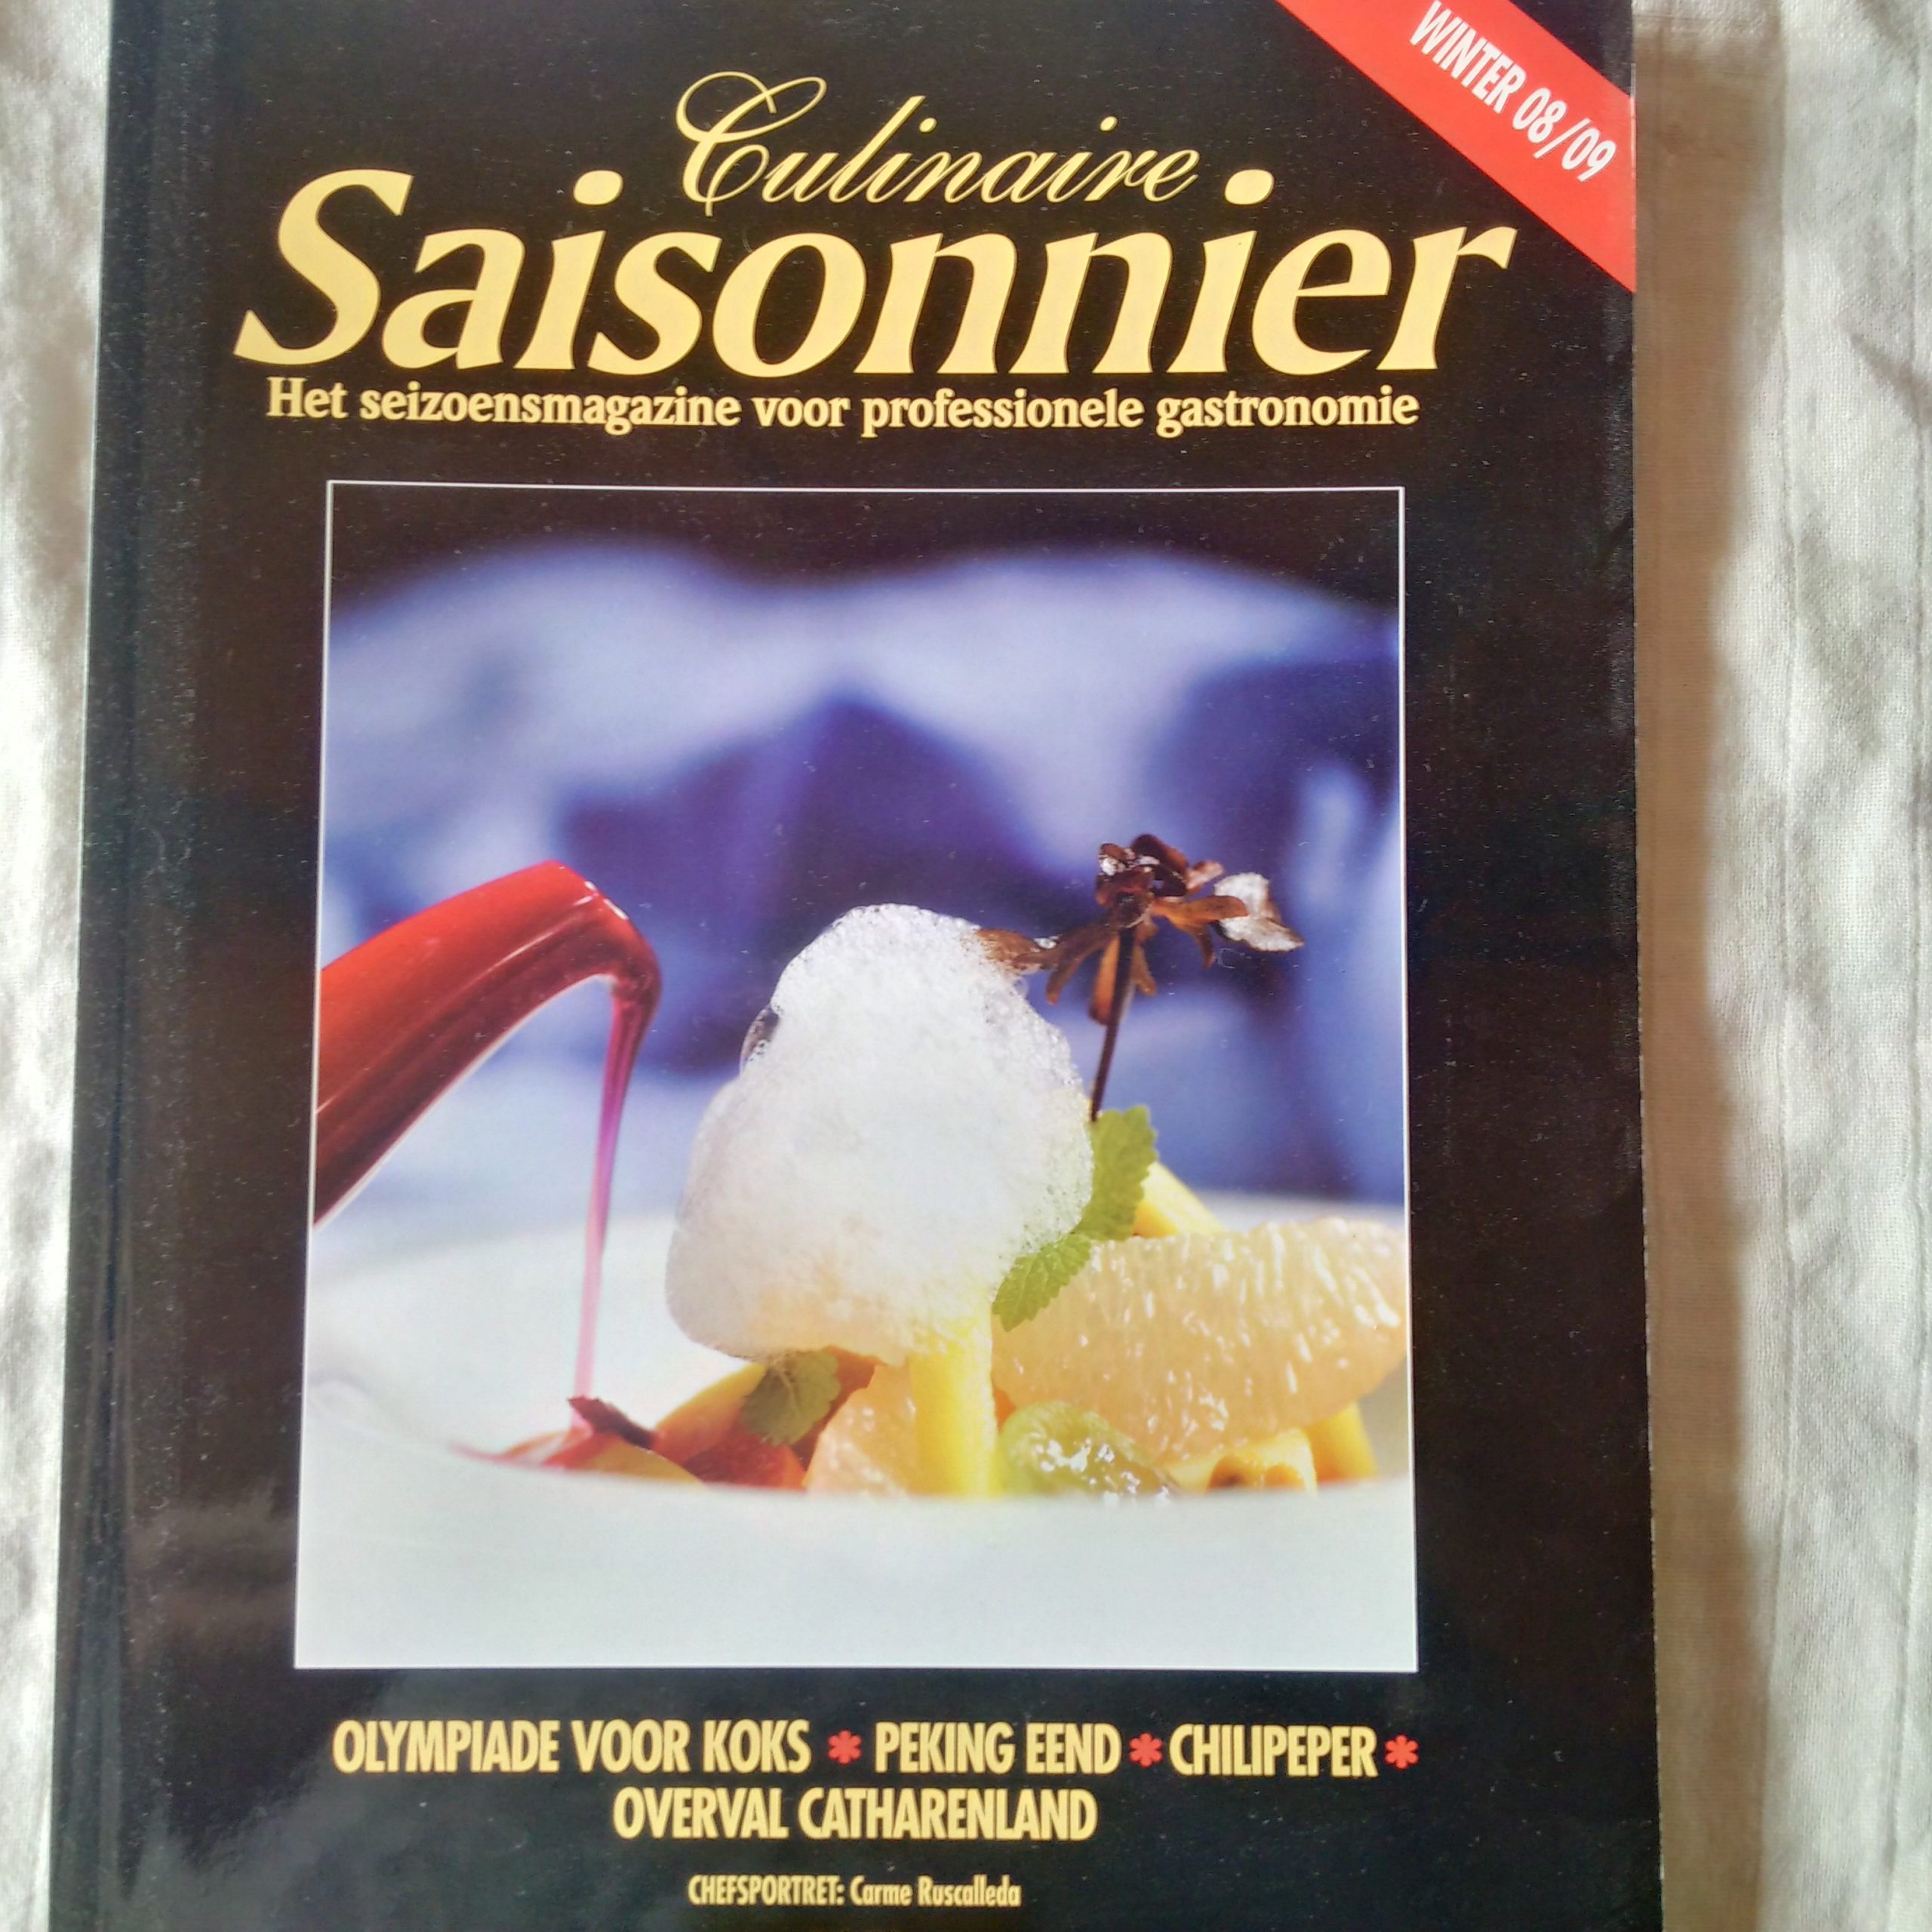 WINTER 08/09
Culinaire
Saisonnier
Het seizoensmagazine voor professionele gastronomie
OLYMPIADE VOOR KOKS * PEKING EEND * CHILIPEPER *
OVERVAL CATHARENLAND
CHEFSPORTRET: Carme Ruscalleda